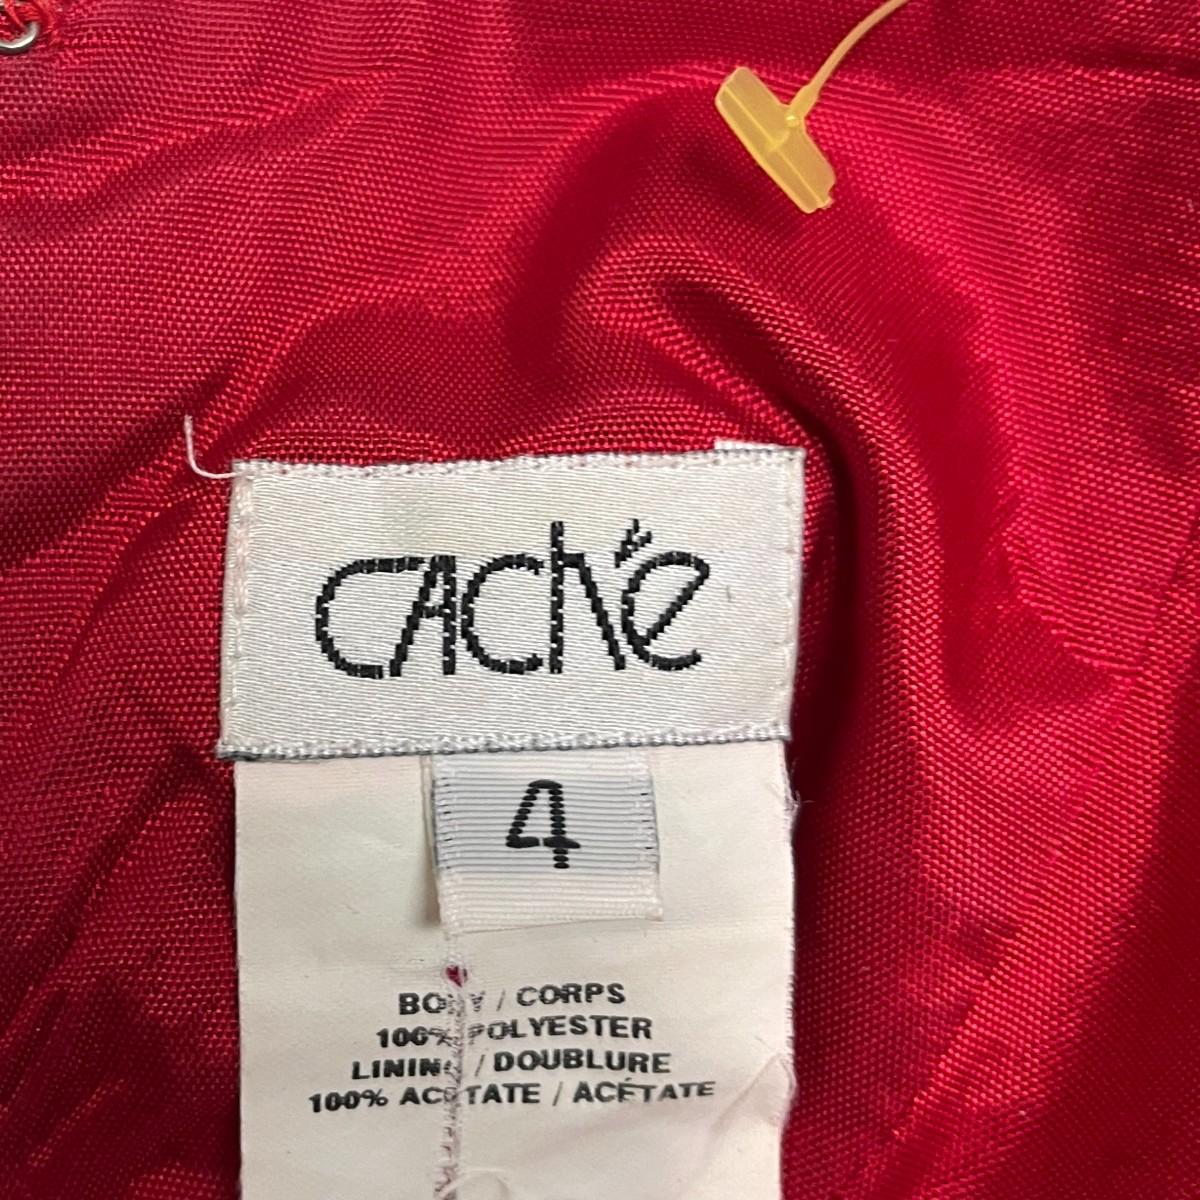 CACHÉ
4
BODY / CORPS
100% POLYESTER
LINING / DOUBLURE
100% ACETATE / ACÉTATE